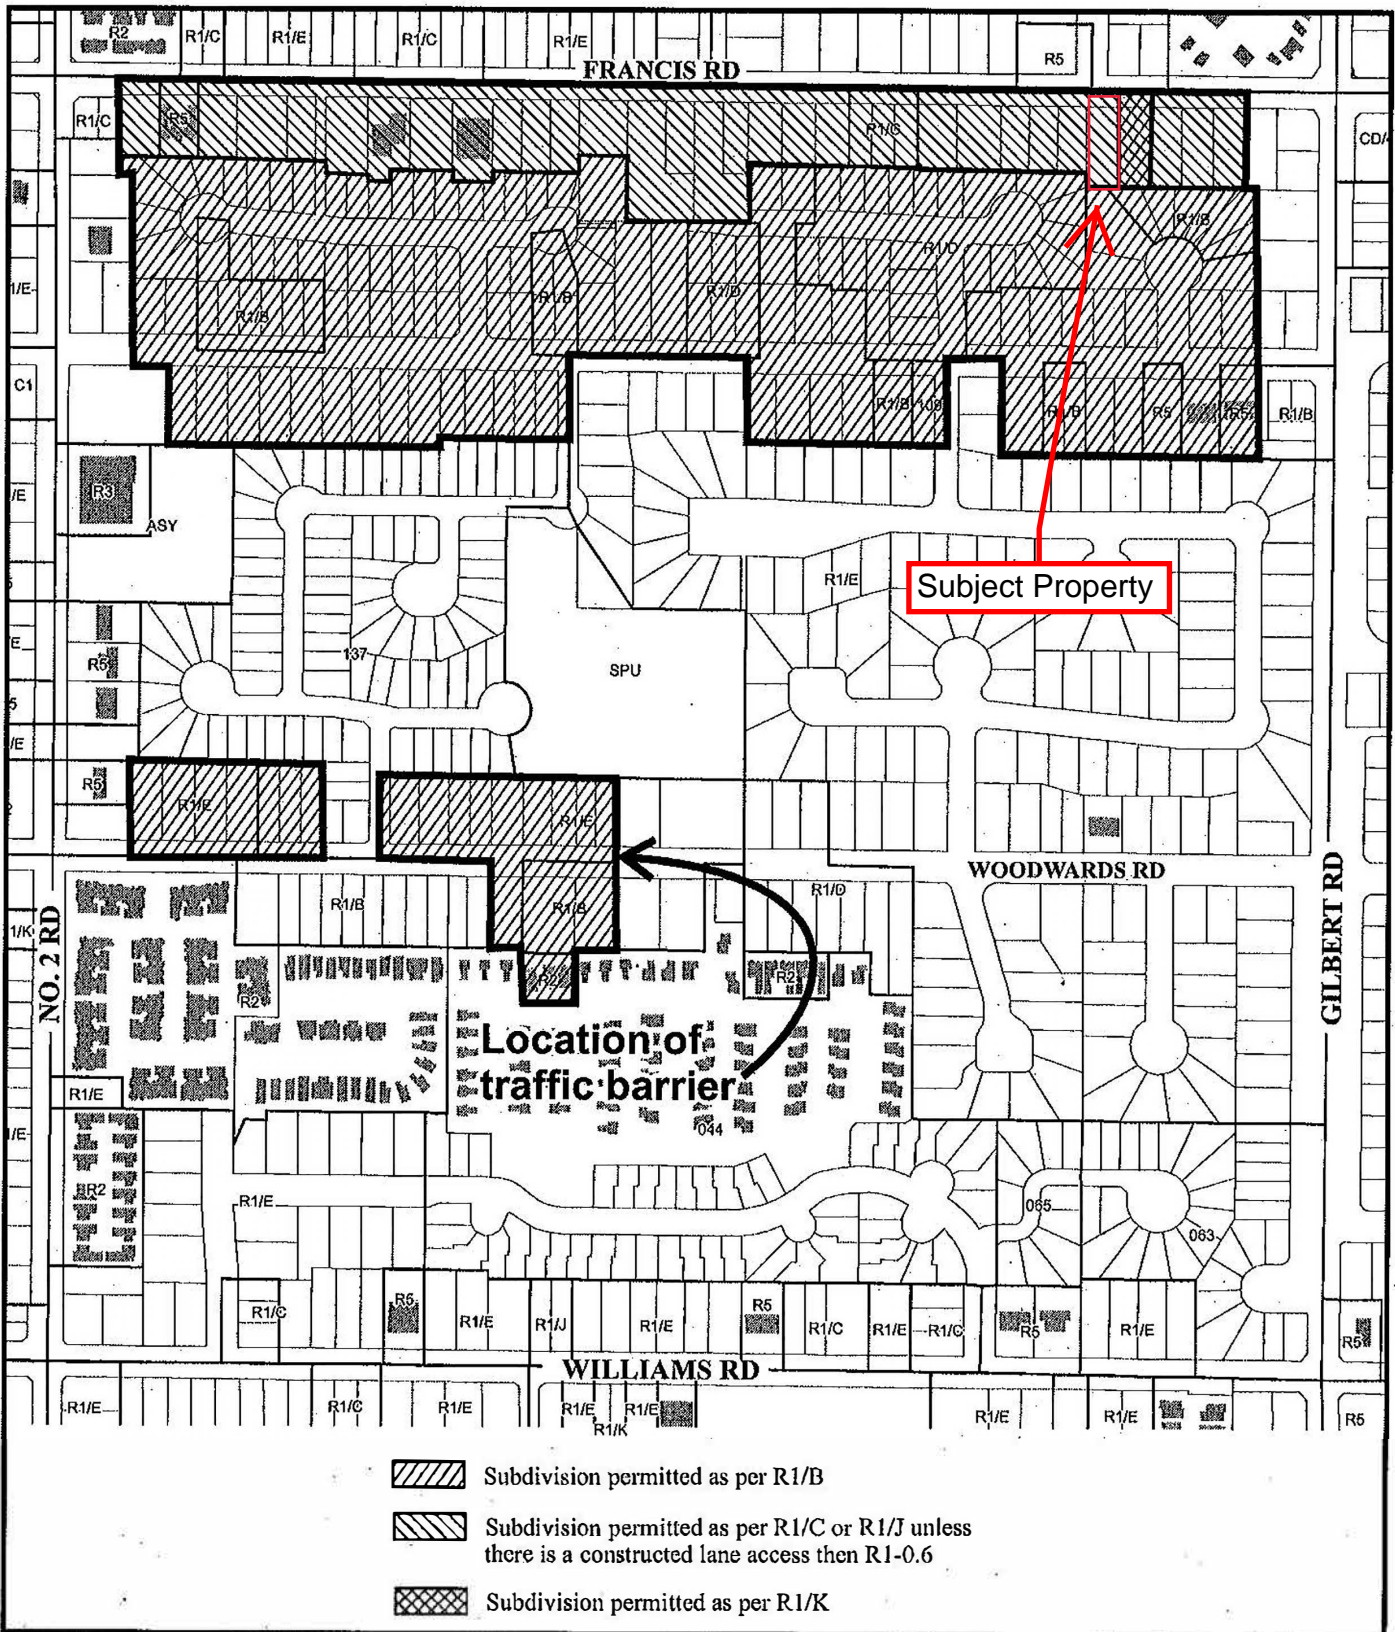 R2
R1/C
R1/E
R1/C
R1/E
R5
FRANCIS RD
R1/C
R5
R1/C
CD/
R1/B
R1/D
1/E
R1/B
R1/B
R1/D
C1
R1/B
109
R1/B
R5
R5
R1/B
R3
/E
ASY
R1/E
Subject Property
E
137
R5
SPU
5
/E
R5
R1/E
R1/E
WOODWARDS RD
R1/D
R1/B
R1/B
GILBERT RD
1/K
NO. 2 RD
R2
R2
R2
Location of
traffic barrier
R1/E
044
1/E
R2
R1/E
065
063
R1/C
R5
R1/E
R1/J
R1/E
R5
R1/C
R1/E
R1/C
R5
R1/E
R5
WILLIAMS RD
R1/E
R1/C
R1/E
R1/E
R1/E
R1/K
R1/E
R1/E
R5
Subdivision permitted as per R1/B
Subdivision permitted as per R1/C or R1/J unless
there is a constructed lane access then R1-0.6
Subdivision permitted as per R1/K